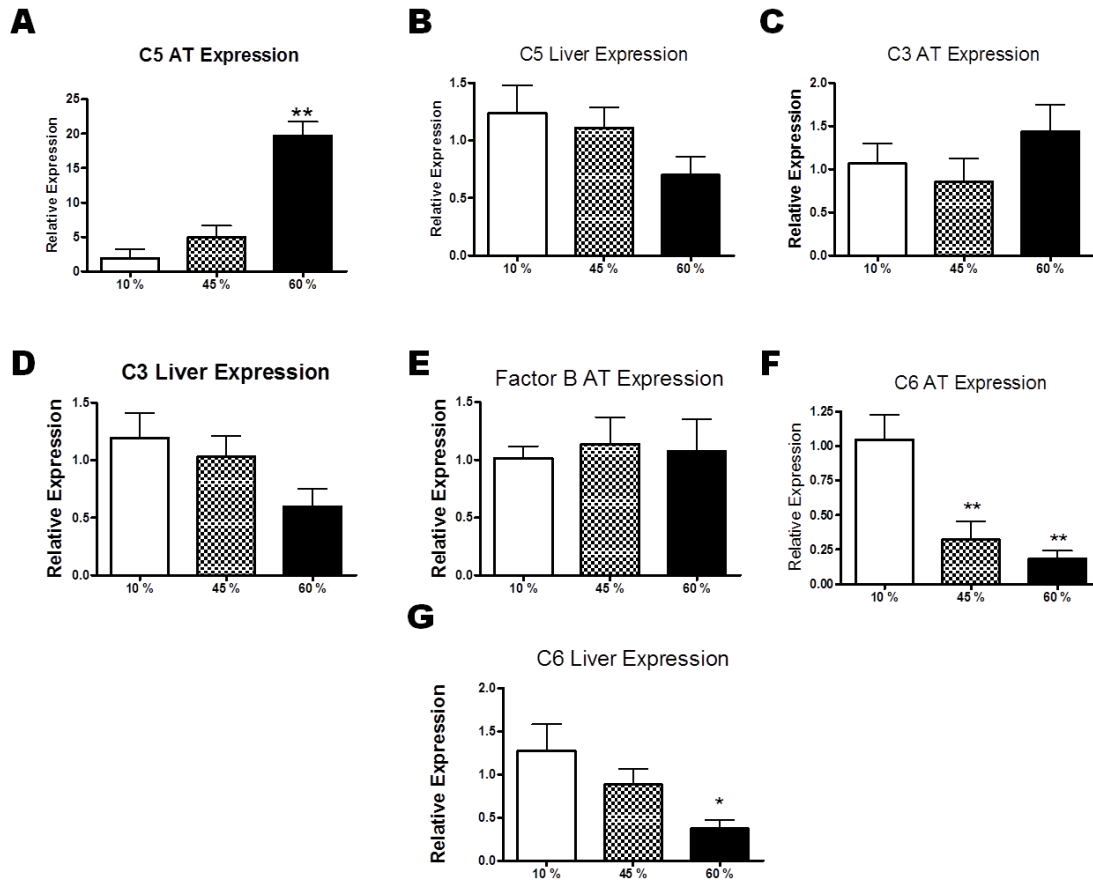 A
C5 AT Expression
Relative Expression
25
20
15
10
5
0
**
10 %
45 %
60 %
B
C5 Liver Expression
Relative Expression
1.5
1.0
0.5
0.0
10 %
45 %
60 %
C
C3 AT Expression
Relative Expression
2.0
1.5
1.0
0.5
0.0
10 %
45 %
60 %
D
C3 Liver Expression
Relative Expression
1.5
1.0
0.5
0.0
10 %
45 %
60 %
E
Factor B AT Expression
Relative Expression
1.5
1.0
0.5
0.0
10 %
45 %
60 %
F
C6 AT Expression
Relative Expression
1.25
1.00
0.75
0.50
0.25
0.00
**
**
10 %
45 %
60 %
G
C6 Liver Expression
Relative Expression
2.0
1.5
1.0
0.5
0.0
*
10 %
45 %
60 %